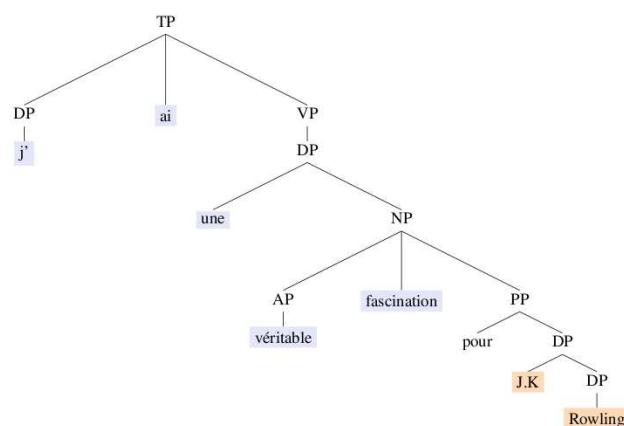 TP
DP ai VP
j' DP
une NP
AP fascination PP
véritable pour DP
J.K DP
Rowling